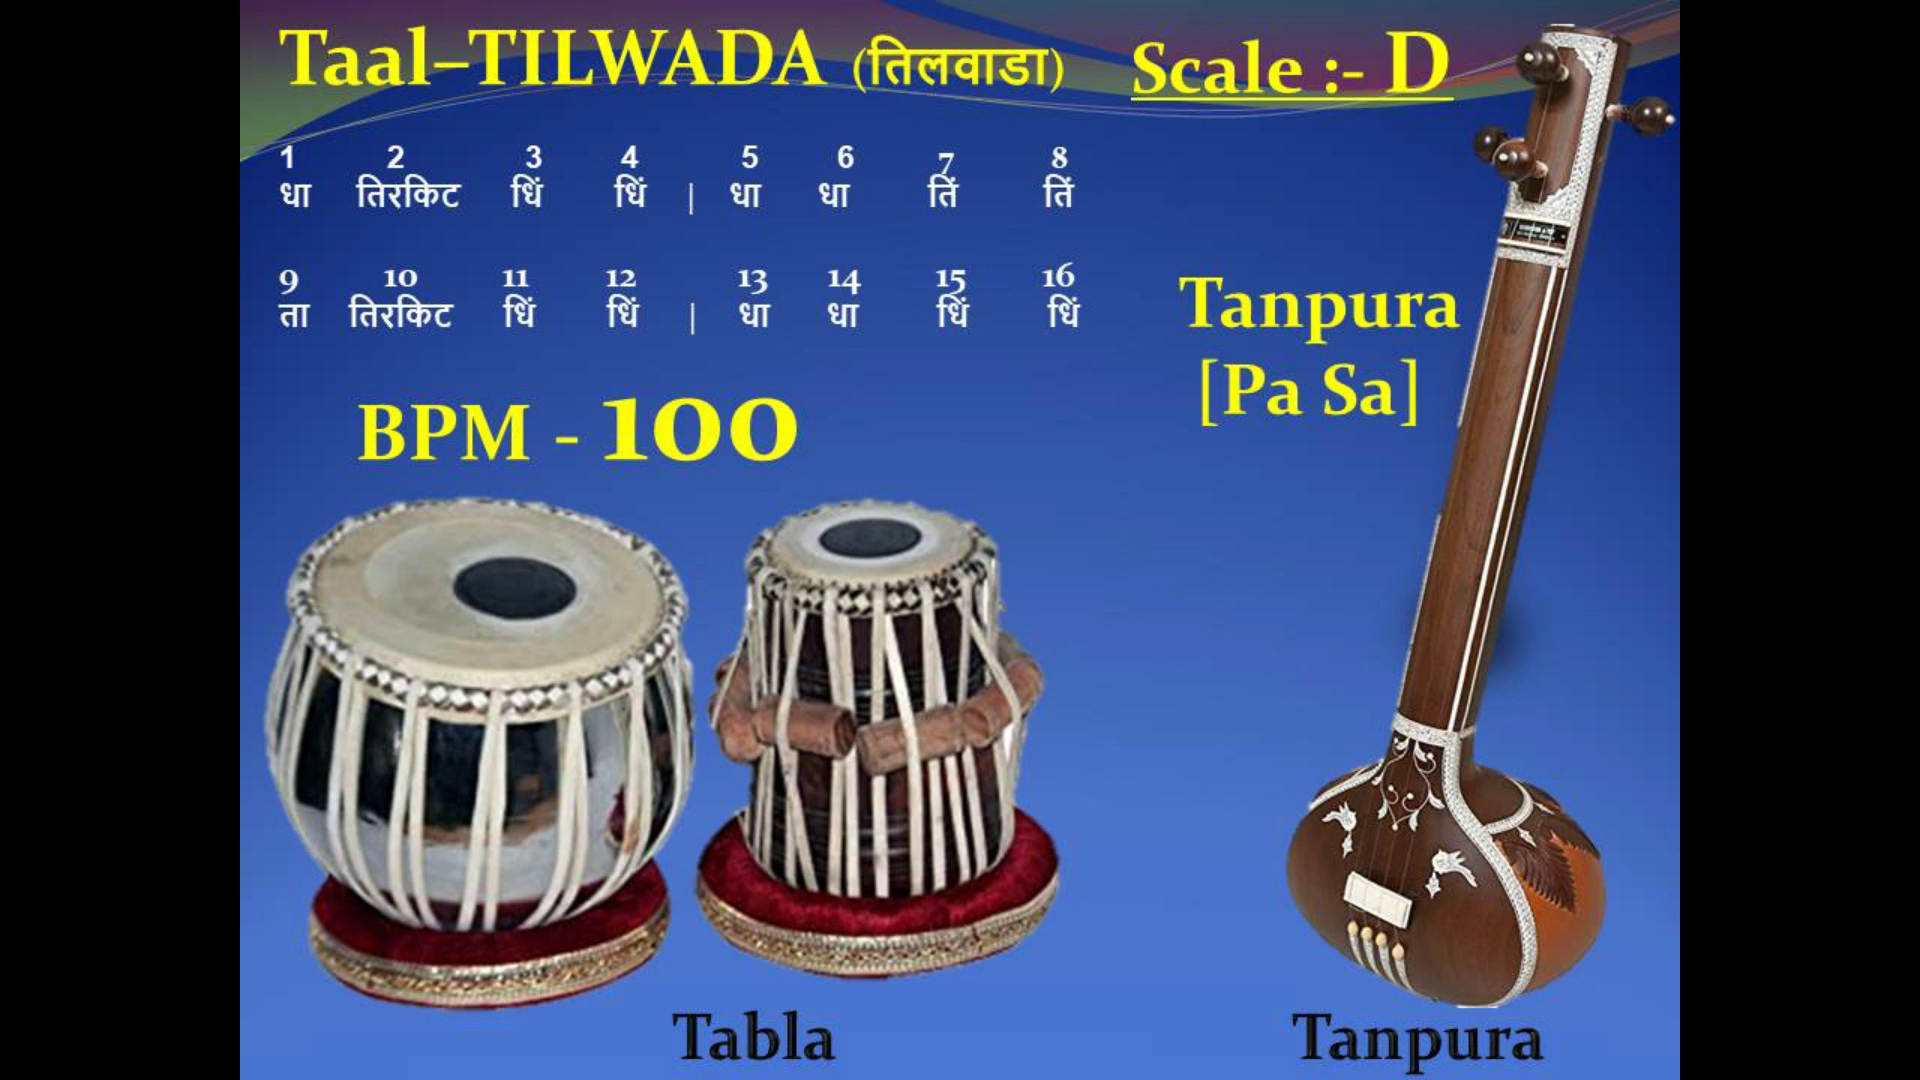 Taal–TILWADA (तिलवाडा) Scale :- D
1 2 3 4 5 6 7 8
धा तिरकिट धिं धिं | धा धा तिं तिं
9 10 11 12 13 14 15 16
ता तिरकिट धिं धिं | धा धा धिं धिं
Tanpura
[Pa Sa]
BPM - 100
Tabla
Tanpura